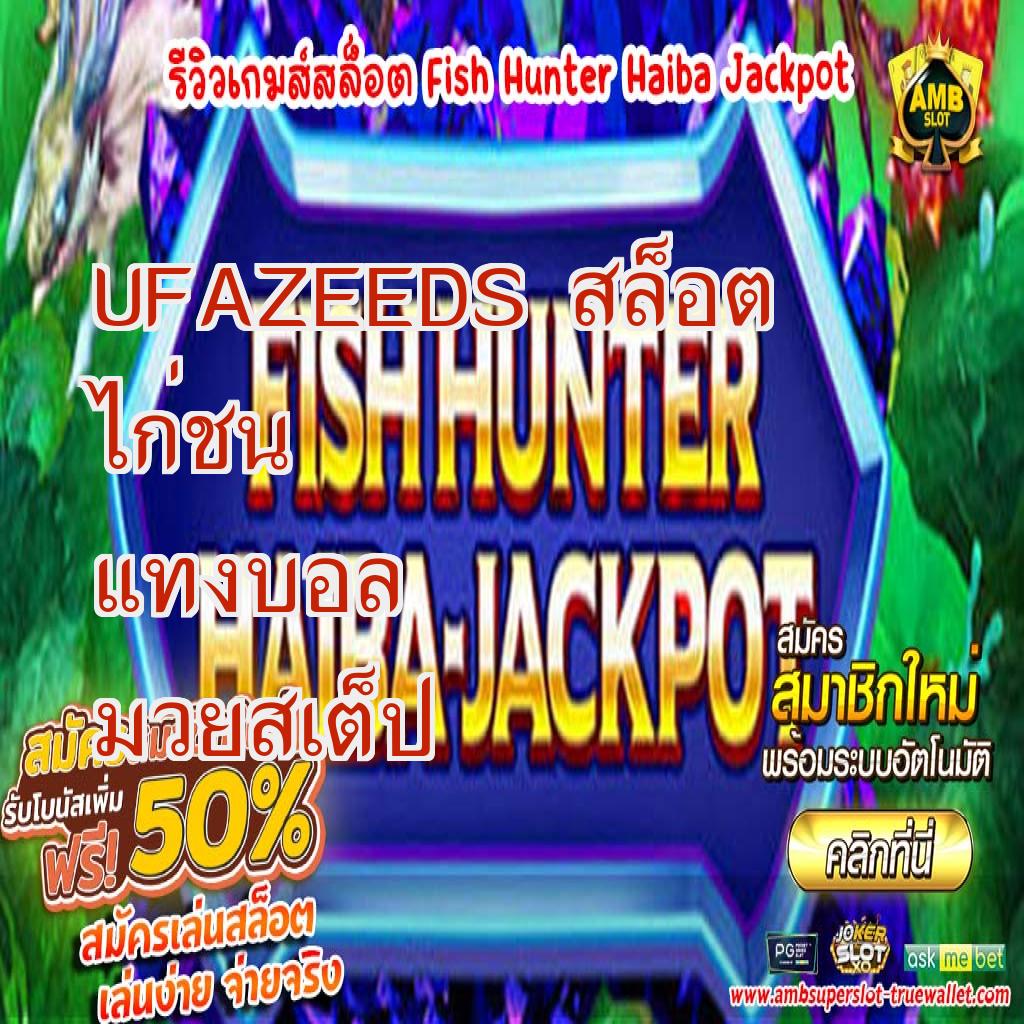 รีวิวเกมส์สล็อต Fish Hunter Haiba Jackpot
AMB
SLOT
UFAZEEDS สล็อต
FISH HUNTER
ไก่ชน
แทงบอล
HAIBA JACKPOT
มวยสเต็ป
สมัคร
สมาชิกใหม่
พร้อมระบบอัตโนมัติ
คลิกที่นี่
รับโบนัสเพิ่ม
ฟรี! 50%
สมัครเล่นสล็อต
เล่นง่าย จ่ายจริง
PG
JOKER
SLOT
XO
ask me bet
www.ambsuperslot-truewallet.com